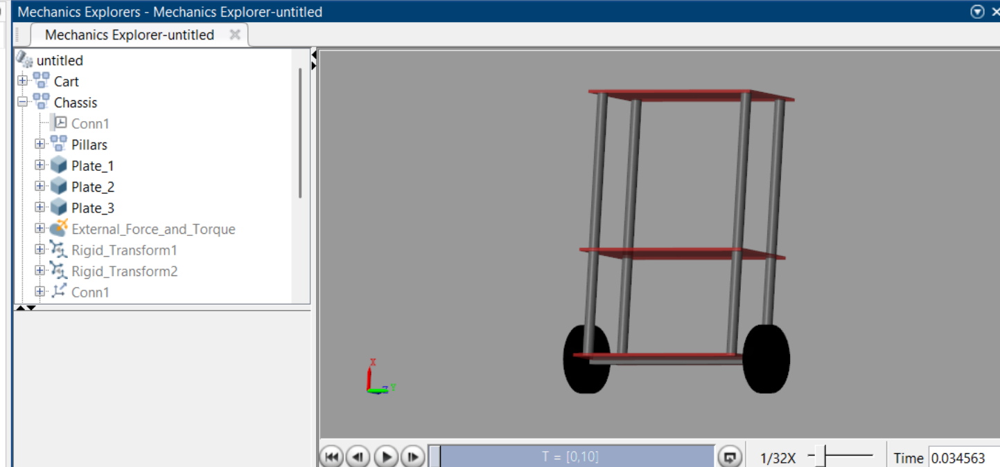 Mechanics Explorers - Mechanics Explorer-untitled
Mechanics Explorer-untitled
untitled
Cart
Chassis
Conn1
Pillars
Plate_1
Plate_2
Plate_3
External_Force_and_Torque
Rigid_Transform1
Rigid_Transform2
Conn1
X
Z Y
T = [0,10] 1/32X Time 0.034563